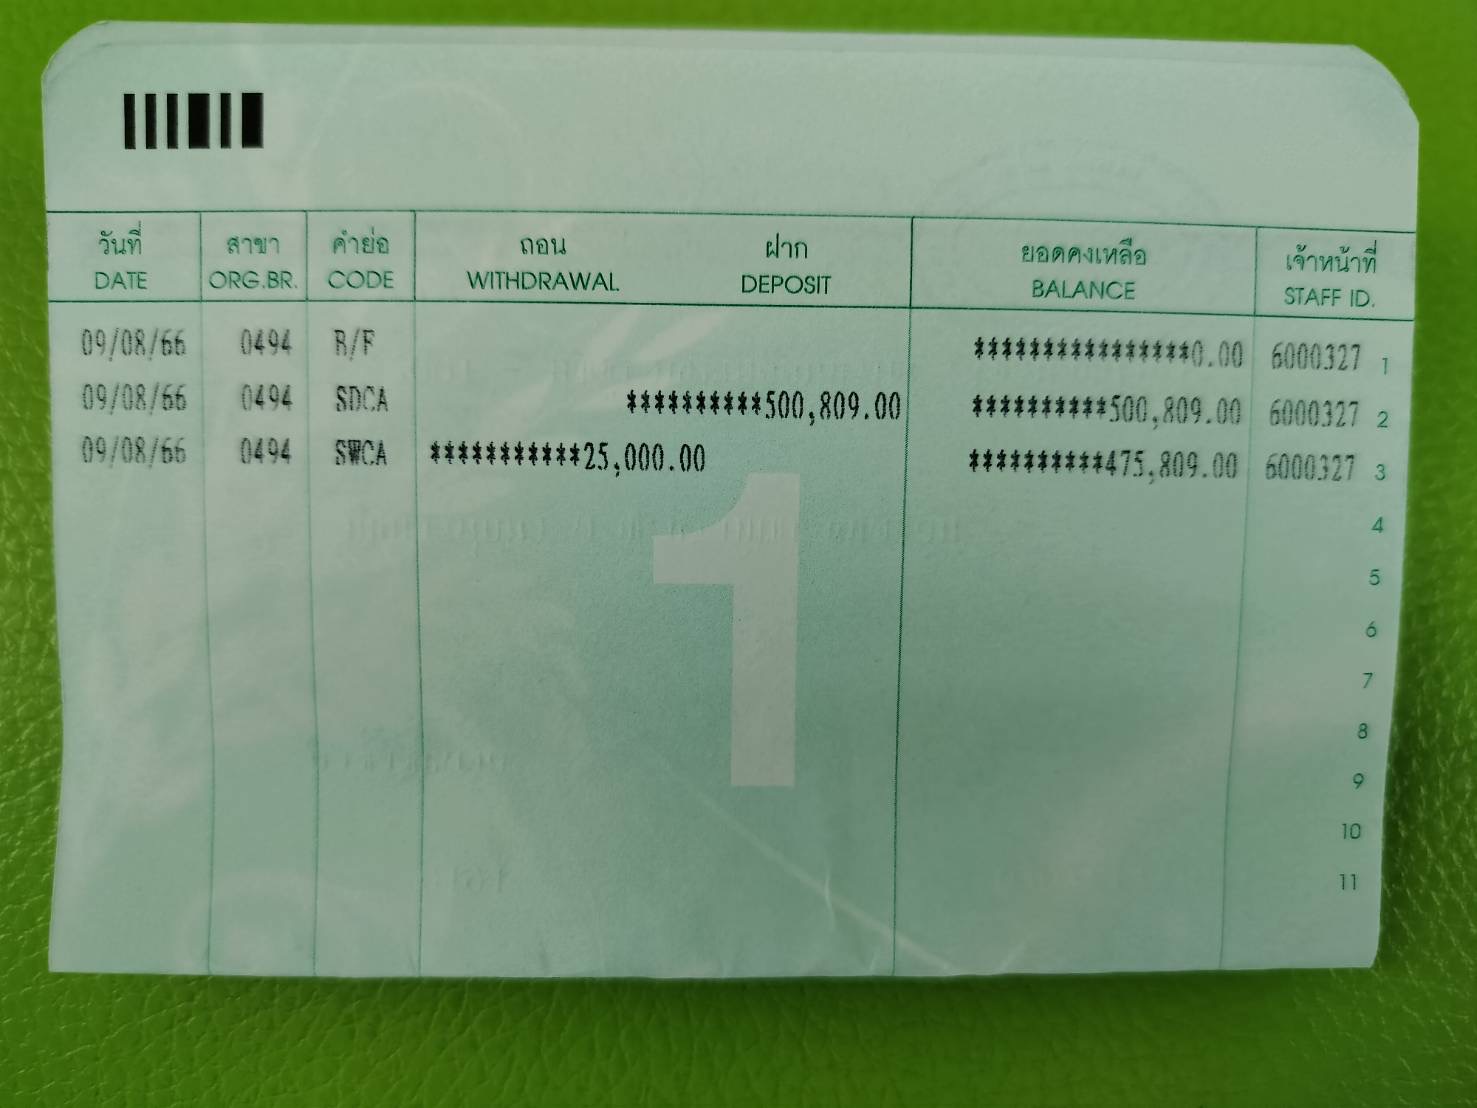 วันที่ สาขา คำย่อ ถอน ฝาก ยอดคงเหลือ เจ้าหน้าที่
DATE ORG.BR. CODE WITHDRAWAL DEPOSIT BALANCE STAFF ID.
09/08/66 0494 B/F ****************0.00 6000327 1
09/08/66 0494 SDCA **********500,809.00 **********500,809.00 6000327 2
09/08/66 0494 SWCA ***********25,000.00 **********475,809.00 6000327 3
1
4
5
6
7
8
9
10
11